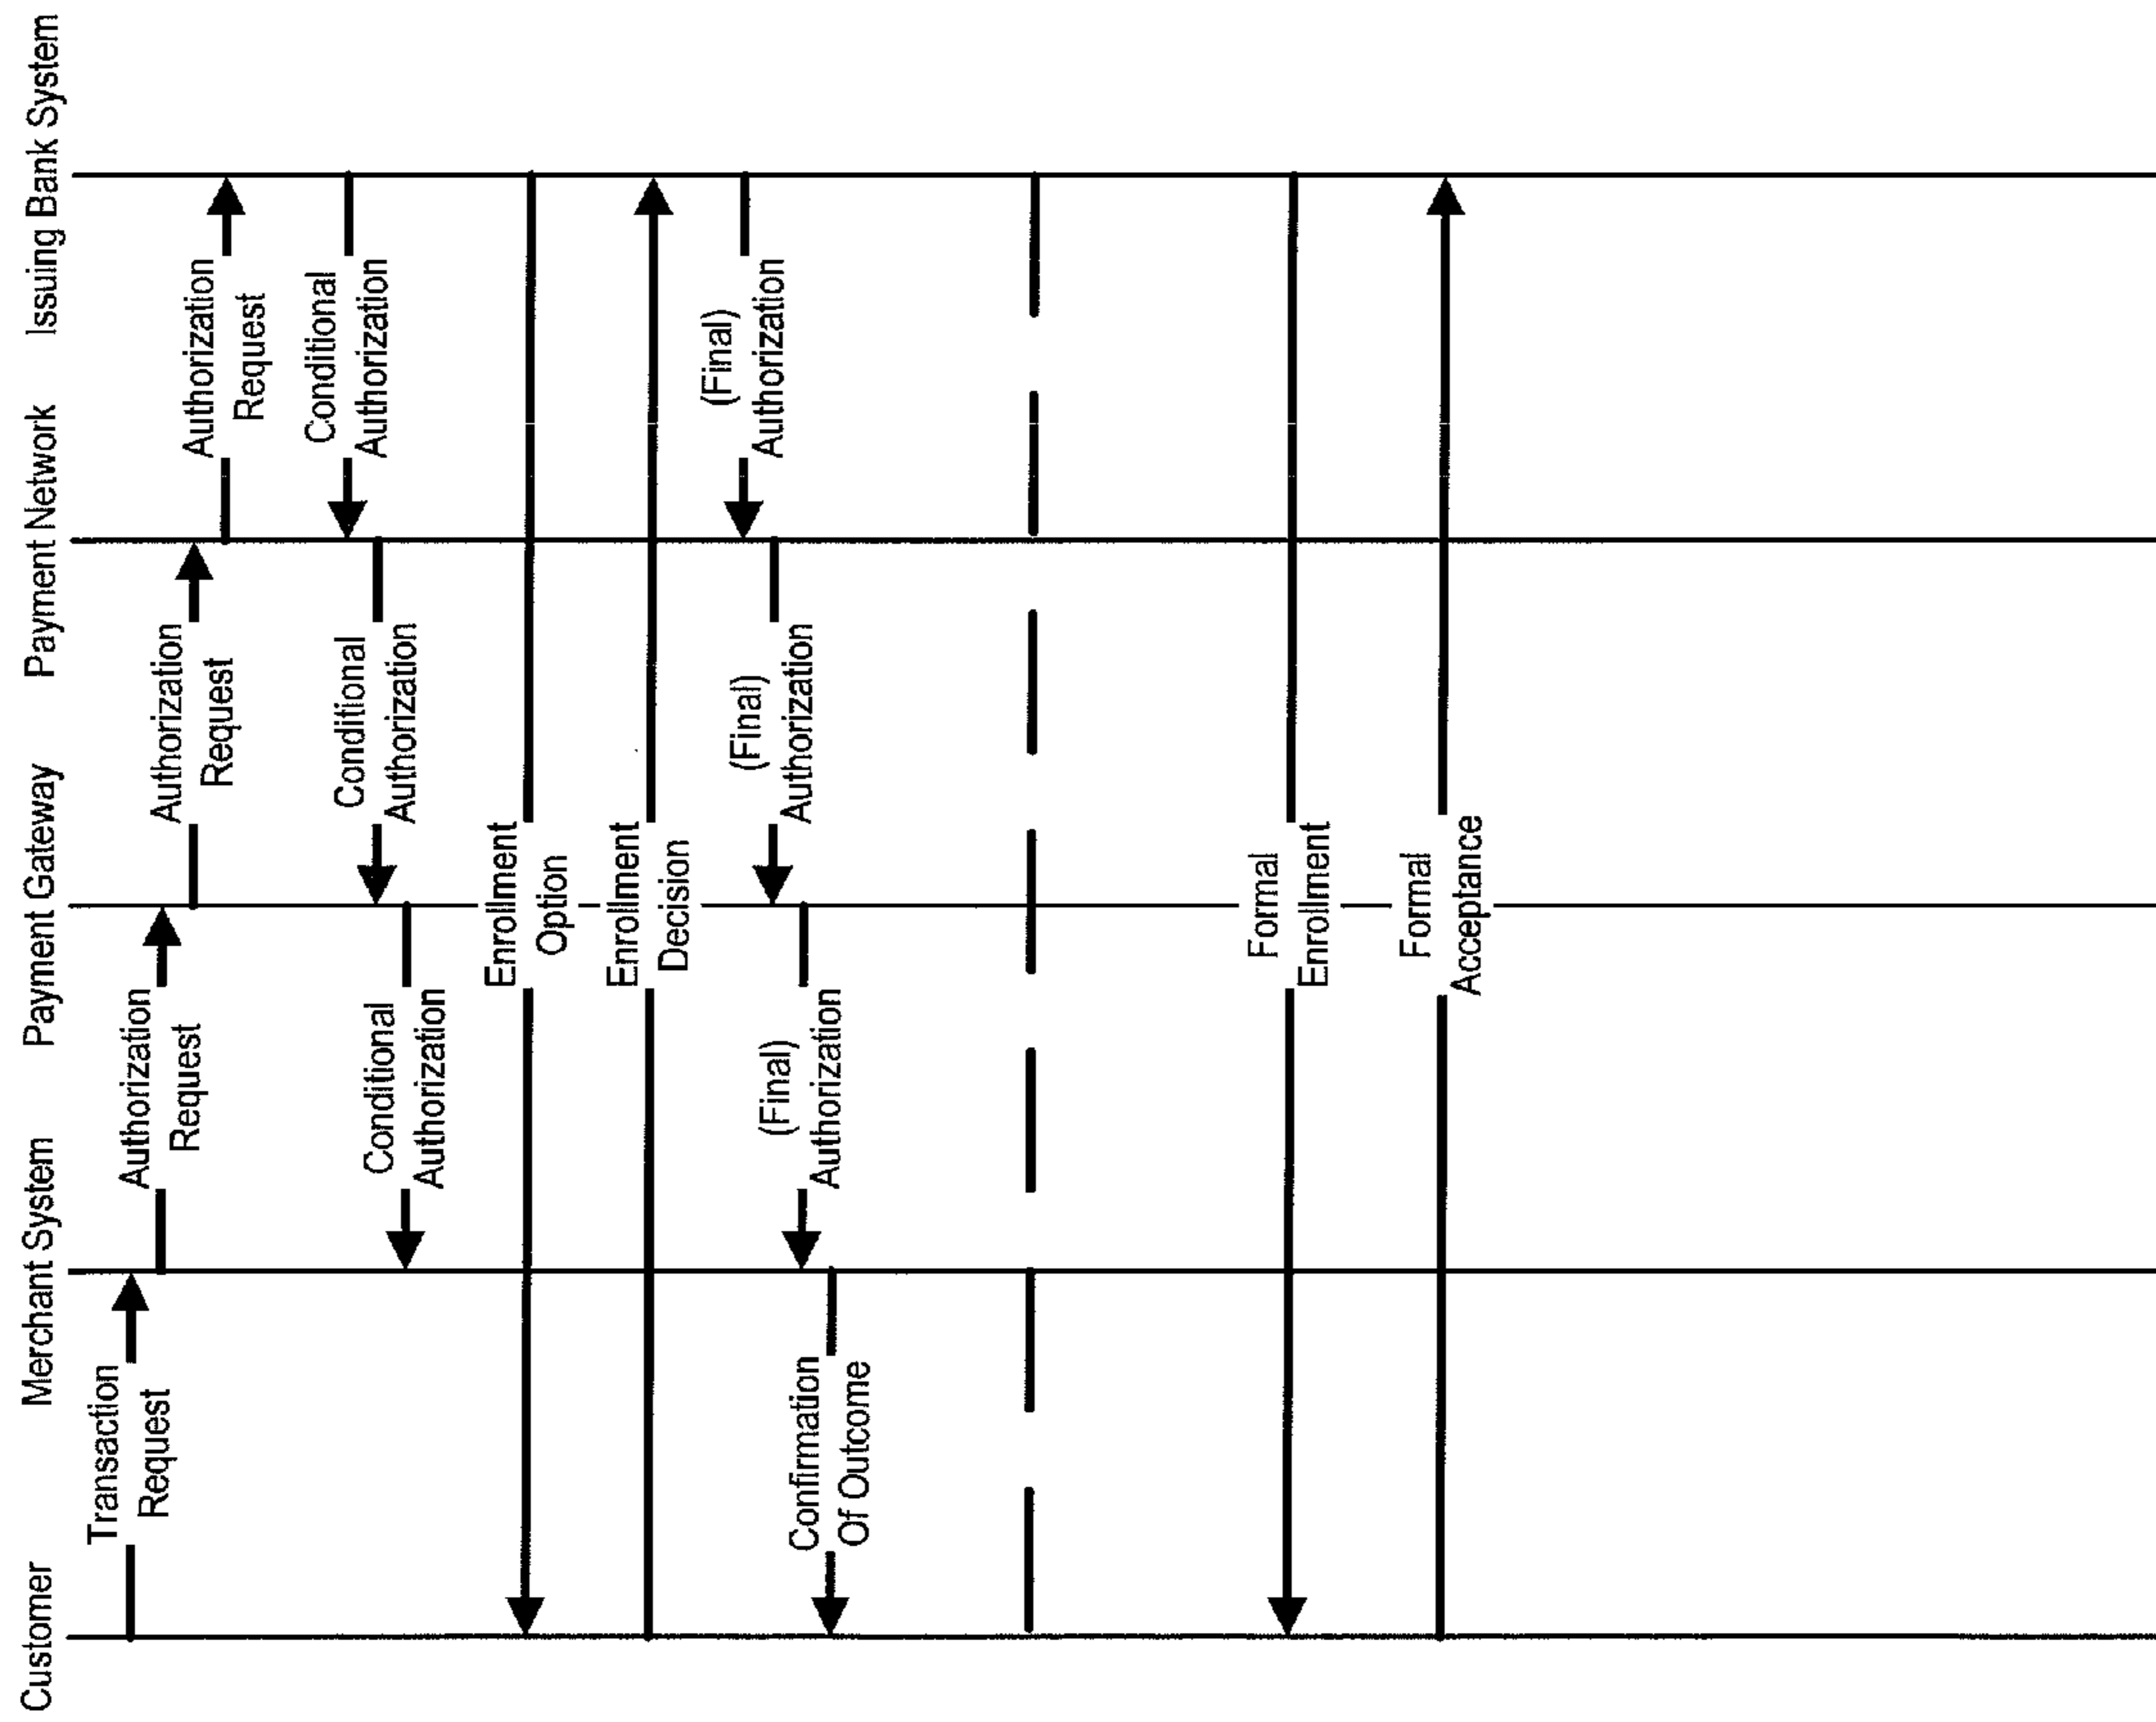 Customer
Merchant System
Payment Gateway
Payment Network
Issuing Bank System
Transaction
Request
Authorization
Request
Authorization
Request
Authorization
Request
Conditional
Authorization
Conditional
Authorization
Conditional
Authorization
Enrollment
Option
Enrollment
Decision
(Final)
Authorization
(Final)
Authorization
(Final)
Authorization
Confirmation
Of Outcome
Formal
Enrollment
Formal
Acceptance